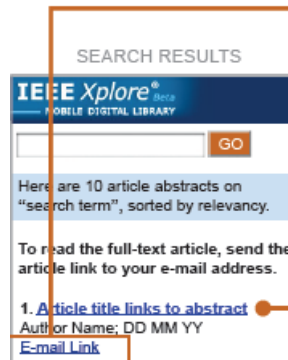 SEARCH RESULTS
IEEE Xplore® Beta
MOBILE DIGITAL LIBRARY
GO
Here are 10 article abstracts on
“search term”, sorted by relevancy.
To read the full-text article, send the
article link to your e-mail address.
1. Article title links to abstract
Author Name; DD MM YY
E-mail Link